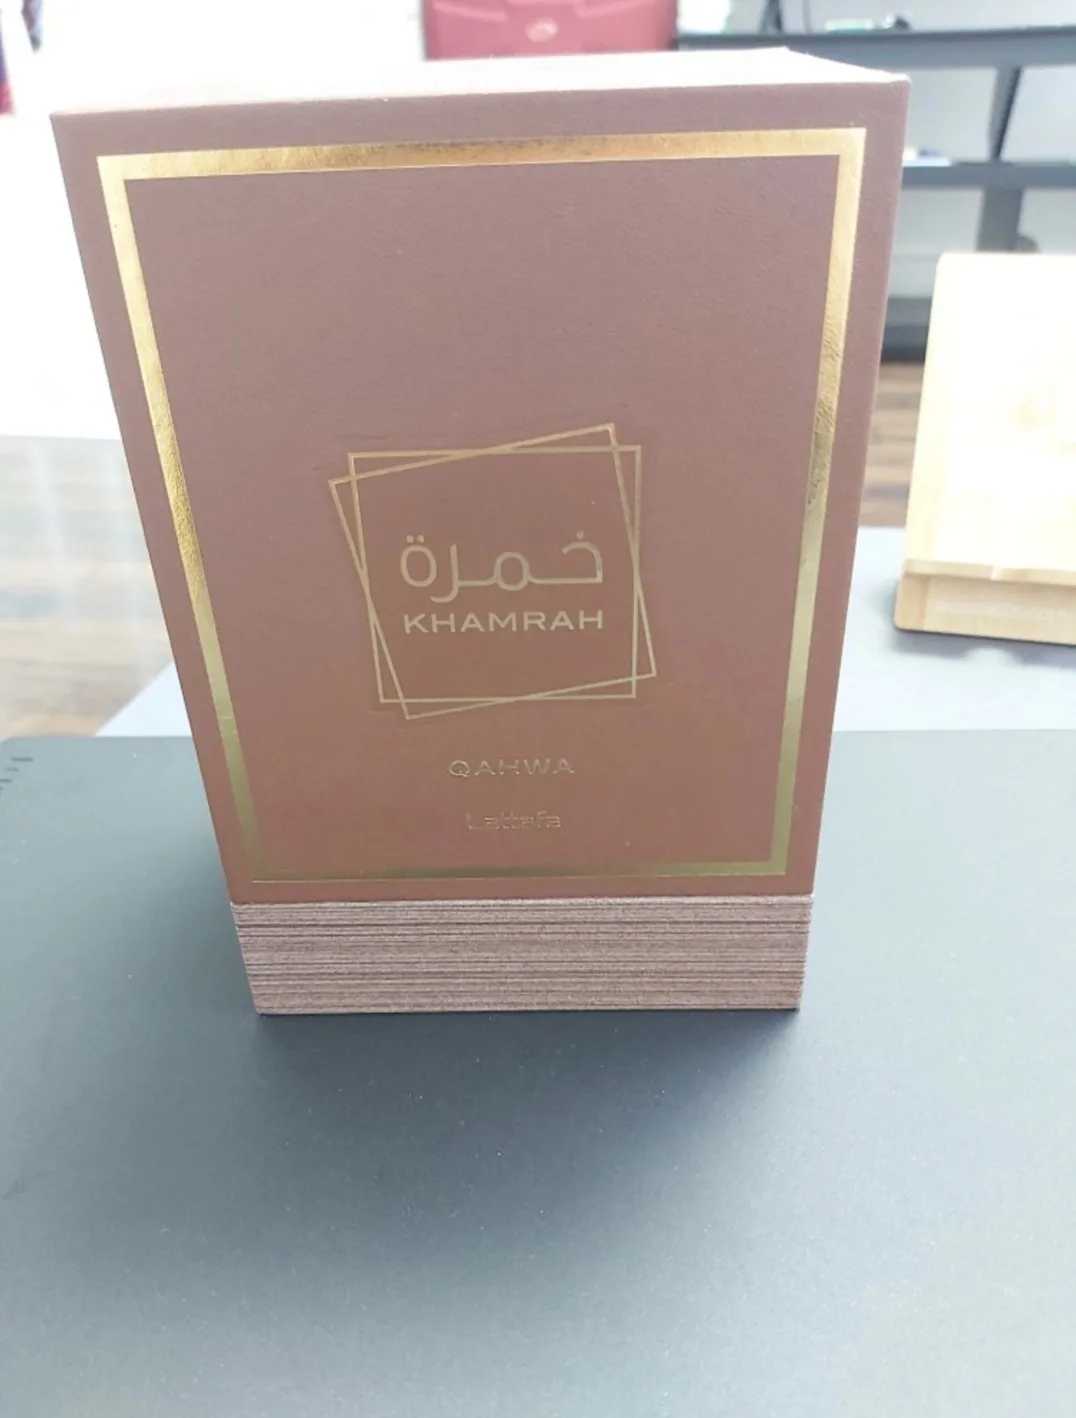 خمرة
KHAMRAH
QAHWA
Lattafa